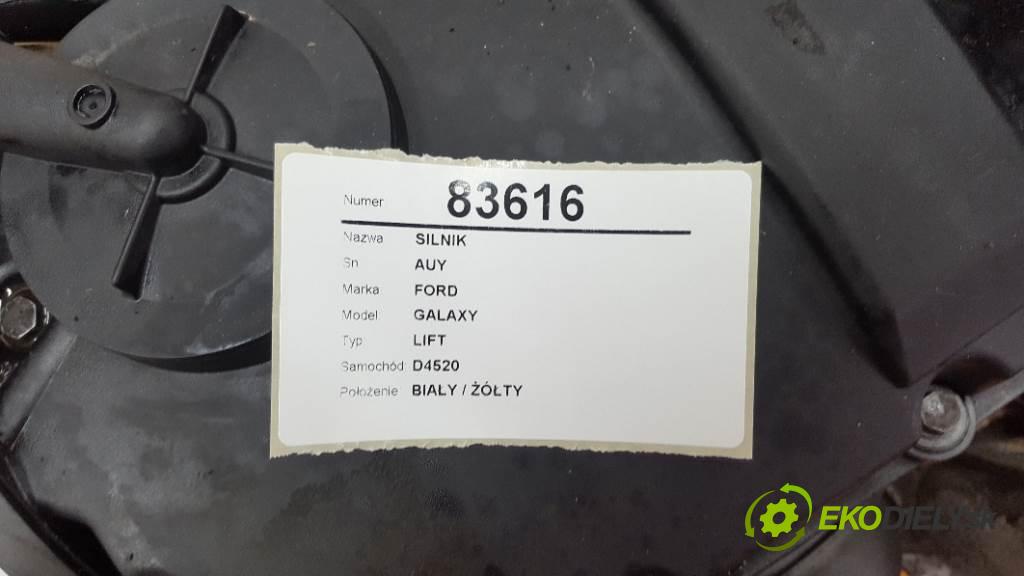 Numer 83616
Nazwa SILNIK
Sn AUY
Marka FORD
Model GALAXY
Typ LIFT
Samochód D4520
Położenie BIAŁY / ŻÓŁTY
EKODIELY.SK